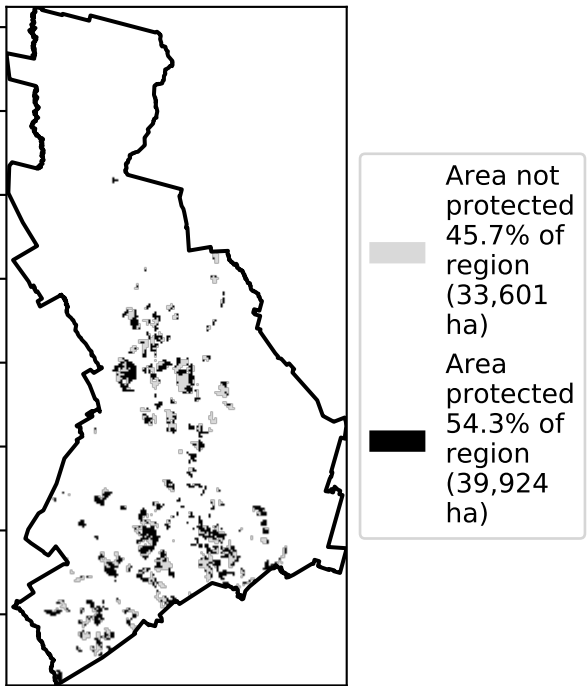 Area not
protected
45.7% of
region
(33,601
ha)
Area
protected
54.3% of
region
(39,924
ha)